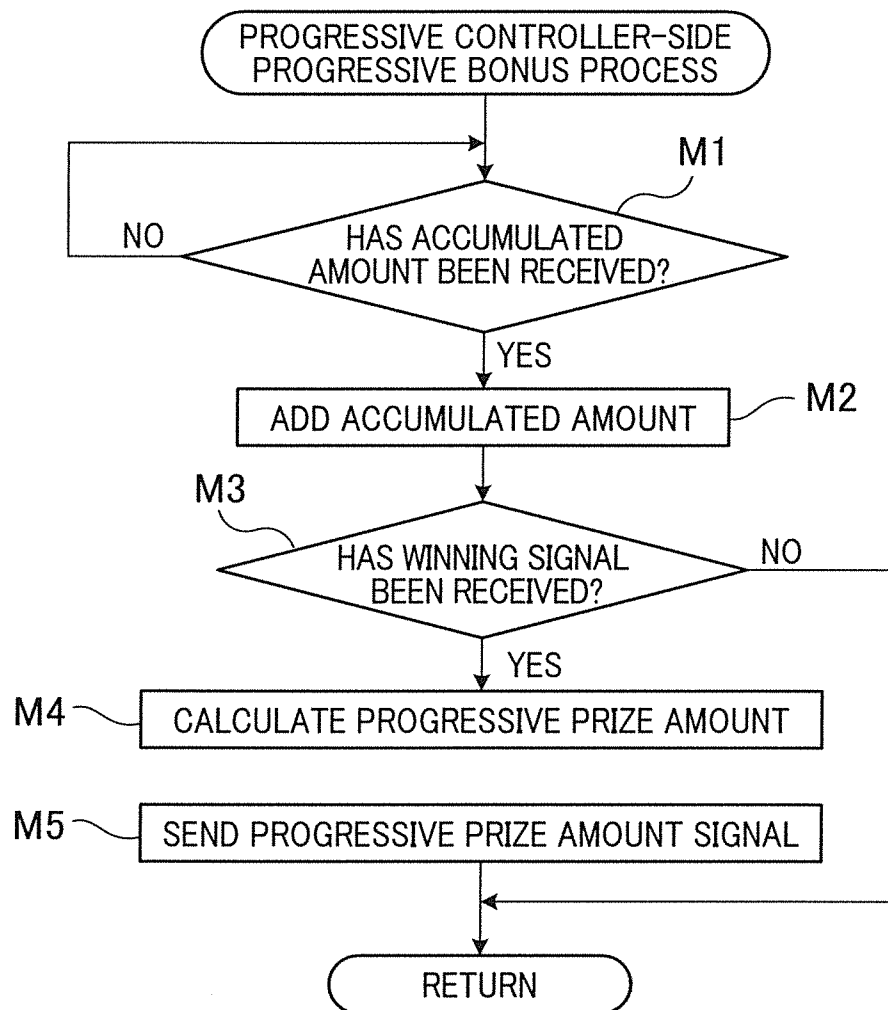 PROGRESSIVE CONTROLLER-SIDE
PROGRESSIVE BONUS PROCESS
M1
HAS ACCUMULATED
AMOUNT BEEN RECEIVED?
NO
YES
ADD ACCUMULATED AMOUNT
M2
M3
HAS WINNING SIGNAL
BEEN RECEIVED?
NO
YES
M4
CALCULATE PROGRESSIVE PRIZE AMOUNT
M5
SEND PROGRESSIVE PRIZE AMOUNT SIGNAL
RETURN